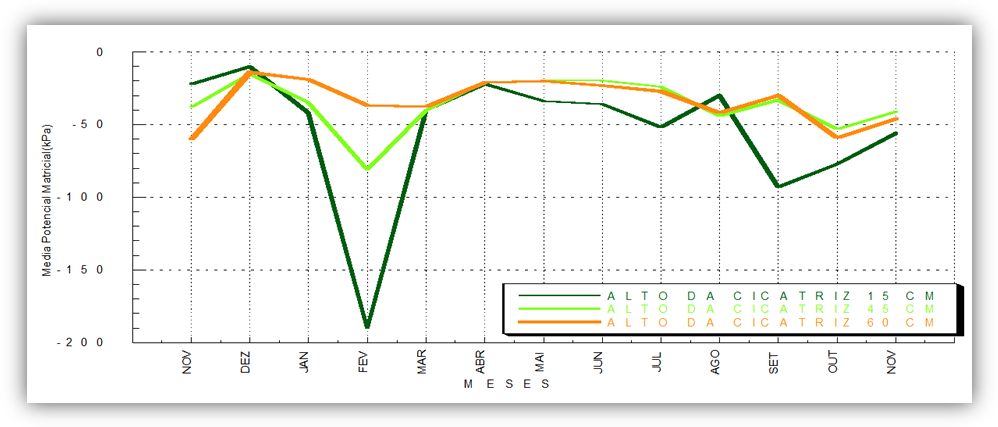 0
-50
-100
-150
-200
Media Potencial Matricial(kPa)
NOV DEZ JAN FEV MAR ABR MAI JUN JUL AGO SET OUT NOV
MESES
ALTO DA CICATRIZ 15 CM
ALTO DA CICATRIZ 45 CM
ALTO DA CICATRIZ 60 CM